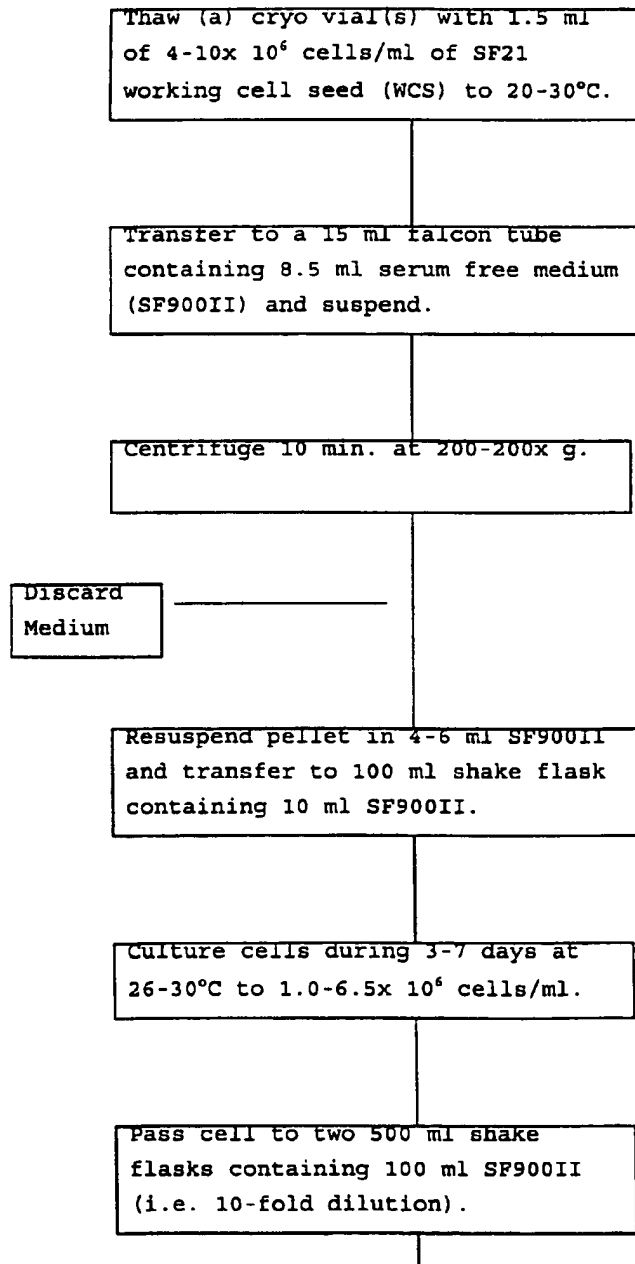 Thaw (a) cryo vial(s) with 1.5 ml
of 4-10x 10⁶ cells/ml of SF21
working cell seed (WCS) to 20-30°C.
Transfer to a 15 ml falcon tube
containing 8.5 ml serum free medium
(SF900II) and suspend.
Centrifuge 10 min. at 200-200x g.
Discard
Medium
Resuspend pellet in 4-6 ml SF900II
and transfer to 100 ml shake flask
containing 10 ml SF900II.
Culture cells during 3-7 days at
26-30°C to 1.0-6.5x 10⁶ cells/ml.
Pass cell to two 500 ml shake
flasks containing 100 ml SF900II
(i.e. 10-fold dilution).